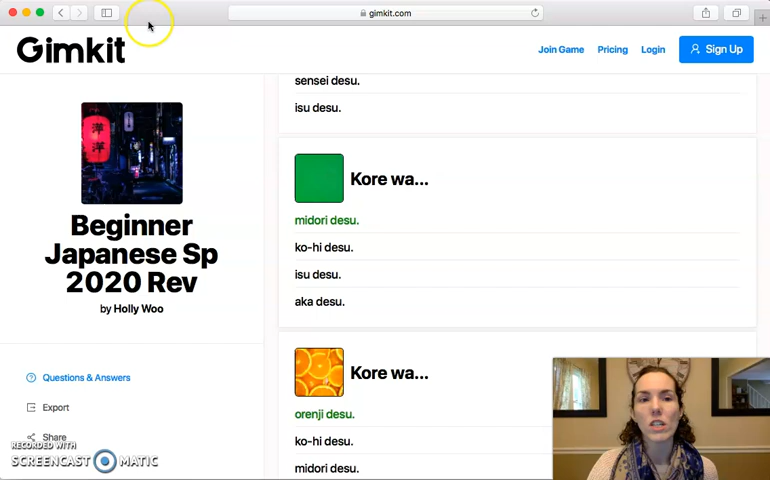 gimkit.com
Gimkit
Join Game
Pricing
Login
Sign Up
洋
洋
Beginner
Japanese Sp
2020 Rev
by Holly Woo
Questions & Answers
Export
Share
RECORDED WITH
SCREENCAST MATIC
sensei desu.
isu desu.
Kore wa...
midori desu.
ko-hi desu.
isu desu.
aka desu.
Kore wa...
orenji desu.
ko-hi desu.
midori desu.